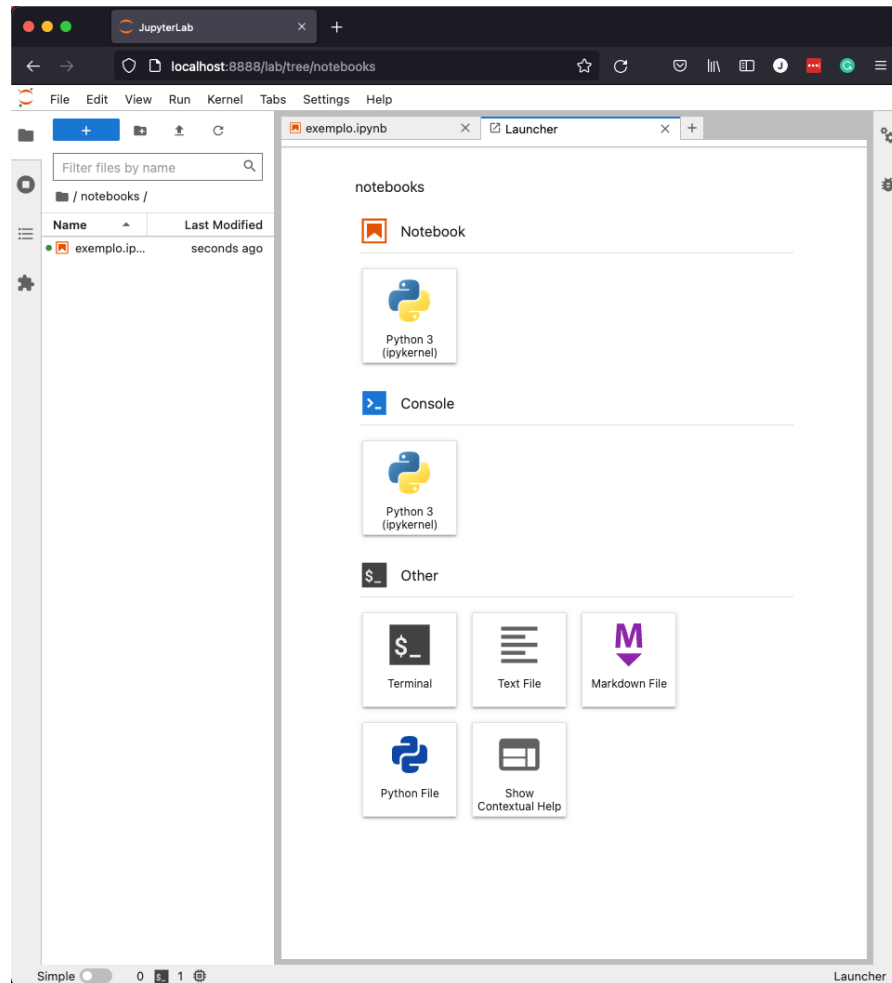 JupyterLab
localhost:8888/lab/tree/notebooks
File Edit View Run Kernel Tabs Settings Help
exemplo.ipynb Launcher
Filter files by name
/ notebooks /
Name Last Modified
exemplo.ip... seconds ago
notebooks
Notebook
Python 3
(ipykernel)
Console
Python 3
(ipykernel)
$_ Other
$_
M
Terminal Text File Markdown File
Python File Show
Contextual Help
Simple 0 $_ 1 Launcher